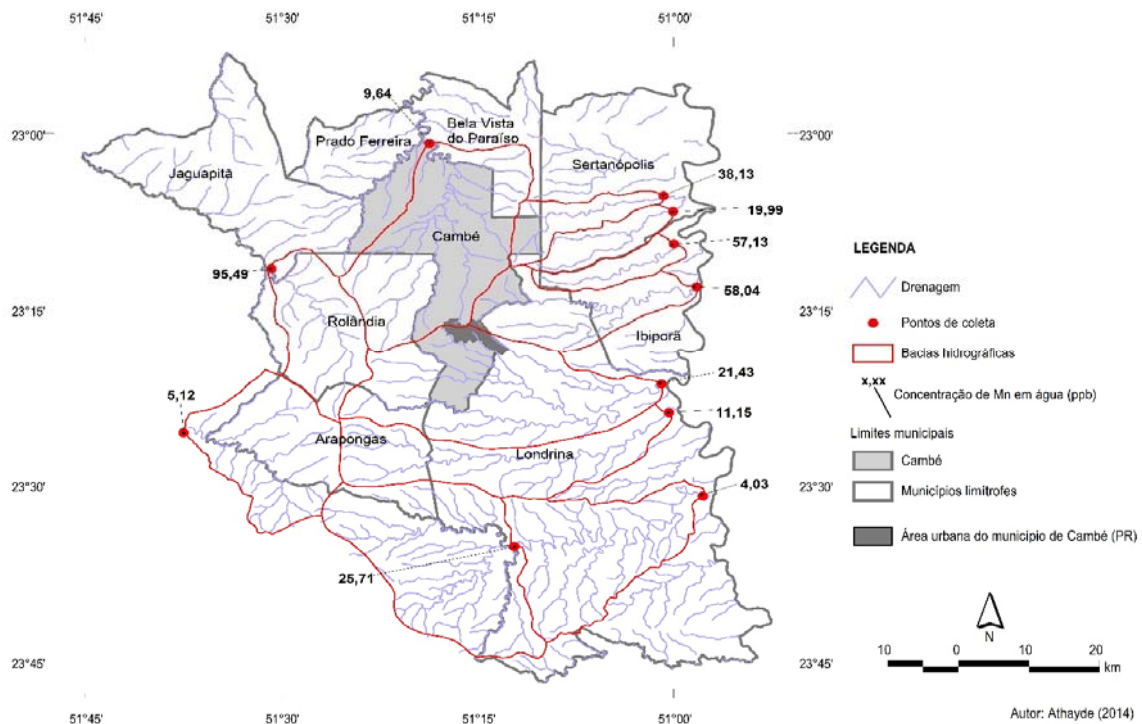 51°45'
51°30'
51°15'
51°00'
23°00'
23°00'
9,64
Bela Vista
do Paraíso
Prado Ferreira
Sertanópolis
Jaguapitã
38,13
19,99
Cambé
57,13
95,49
58,04
23°15'
23°15'
Rolândia
Ibiporã
21,43
5,12
11,15
Arapongas
Londrina
4,03
23°30'
23°30'
25,71
23°45'
23°45'
51°45'
51°30'
51°15'
51°00'
LEGENDA
Drenagem
Pontos de coleta
Bacias hidrográficas
x,xx
Concentração de Mn em água (ppb)
Limites municipais
Cambé
Municípios limítrofes
Área urbana do município de Cambé (PR)
N
10 0 10 20
km
Autor: Athayde (2014)